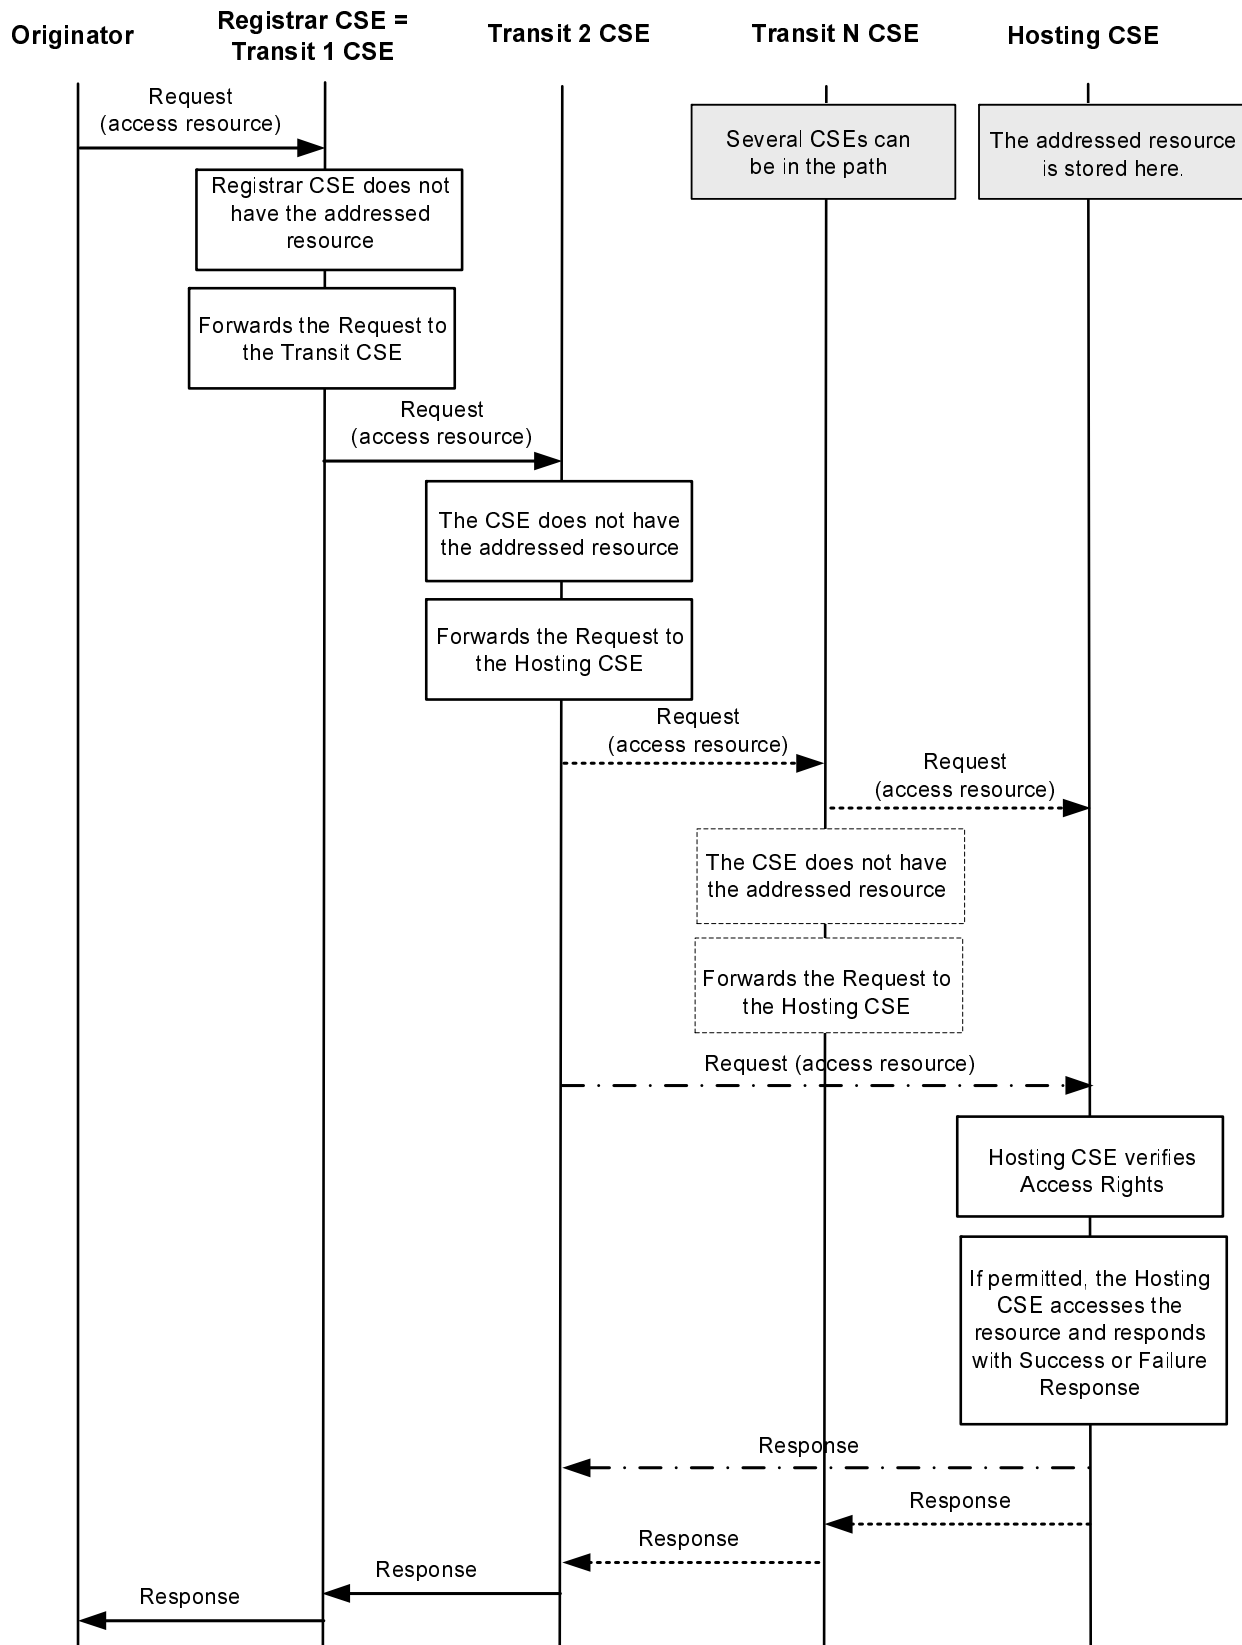 Originator
Registrar CSE =
Transit 1 CSE
Transit 2 CSE
Transit N CSE
Hosting CSE
Request
(access resource)
Several CSEs can
be in the path
The addressed resource
is stored here.
Registrar CSE does not
have the addressed
resource
Forwards the Request to
the Transit CSE
Request
(access resource)
The CSE does not have
the addressed resource
Forwards the Request to
the Hosting CSE
Request
(access resource)
Request
(access resource)
The CSE does not have
the addressed resource
Forwards the Request to
the Hosting CSE
Request (access resource)
Hosting CSE verifies
Access Rights
If permitted, the Hosting
CSE accesses the
resource and responds
with Success or Failure
Response
Response
Response
Response
Response
Response